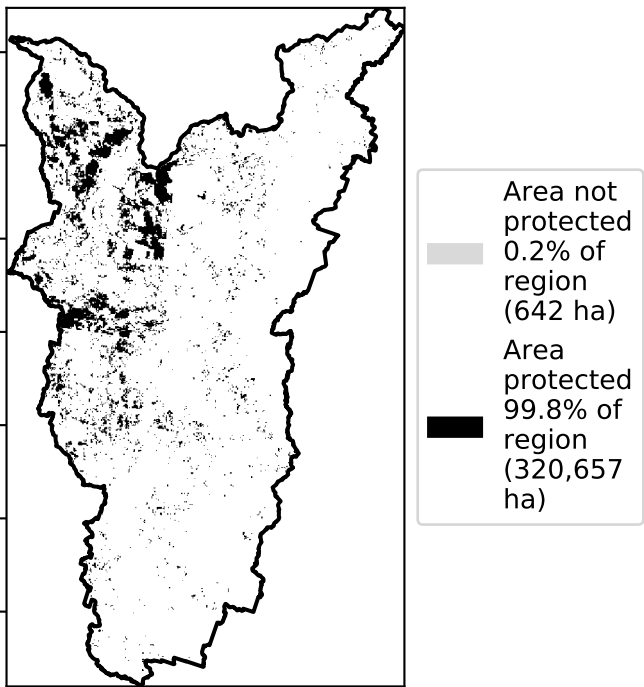 Area not
protected
0.2% of
region
(642 ha)
Area
protected
99.8% of
region
(320,657
ha)